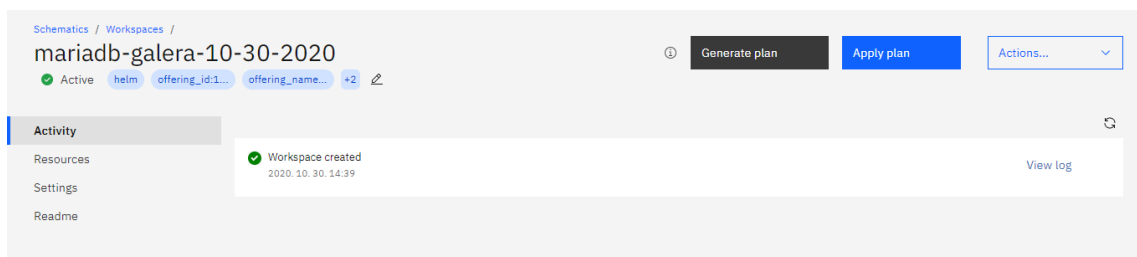 Schematics / Workspaces /
mariadb-galera-10-30-2020
Generate plan
Apply plan
Actions...
Active
helm
offering_id:1...
offering_name...
+2
Activity
Resources
Settings
Readme
Workspace created
2020. 10. 30. 14:39
View log